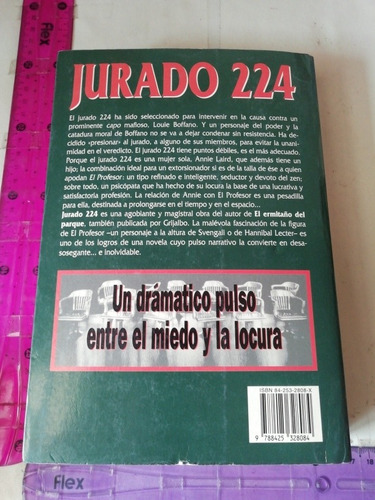 flex
JURADO 224
El jurado 224 ha sido seleccionado para intervenir en la causa contra un
prominente capo mafioso, Louie Boffano. Y un personaje del poder y la
catadura moral de Boffano no se va a dejar condenar sin resistencia. Ha de-
cidido «presionar» al jurado, a alguno de sus miembros, para evitar la unani-
midad en el veredicto. El jurado 224 tiene puntos débiles, es el más adecuado.
Porque el jurado 224 es una mujer sola, Annie Laird, que además tiene un
hijo; la combinación ideal para un extorsionador si es de la talla de ése a quien
apodan El Profesor: un tipo refinado e inteligente, seductor y devoto del zen;
sobre todo, un psicópata que ha hecho de su locura la base de una lucrativa y
satisfactoria profesión. La relación de Annie con El Profesor es una pesadilla
para ella, destinada a prolongarse en el tiempo y en el espacio...
Jurado 224 es una agobiante y magistral obra del autor de El ermitaño del
parque, también publicada por Grijalbo. La malévola fascinación de la figura
de El Profesor –un personaje a la altura de Svengali o de Hannibal Lecter– es
uno de los logros de una novela cuyo pulso narrativo la convierte en desa-
sosegante... e inolvidable.
Un drámatico pulso
entre el miedo y la locura
ISBN 84-253-2808-X
9 788425 328084
flex